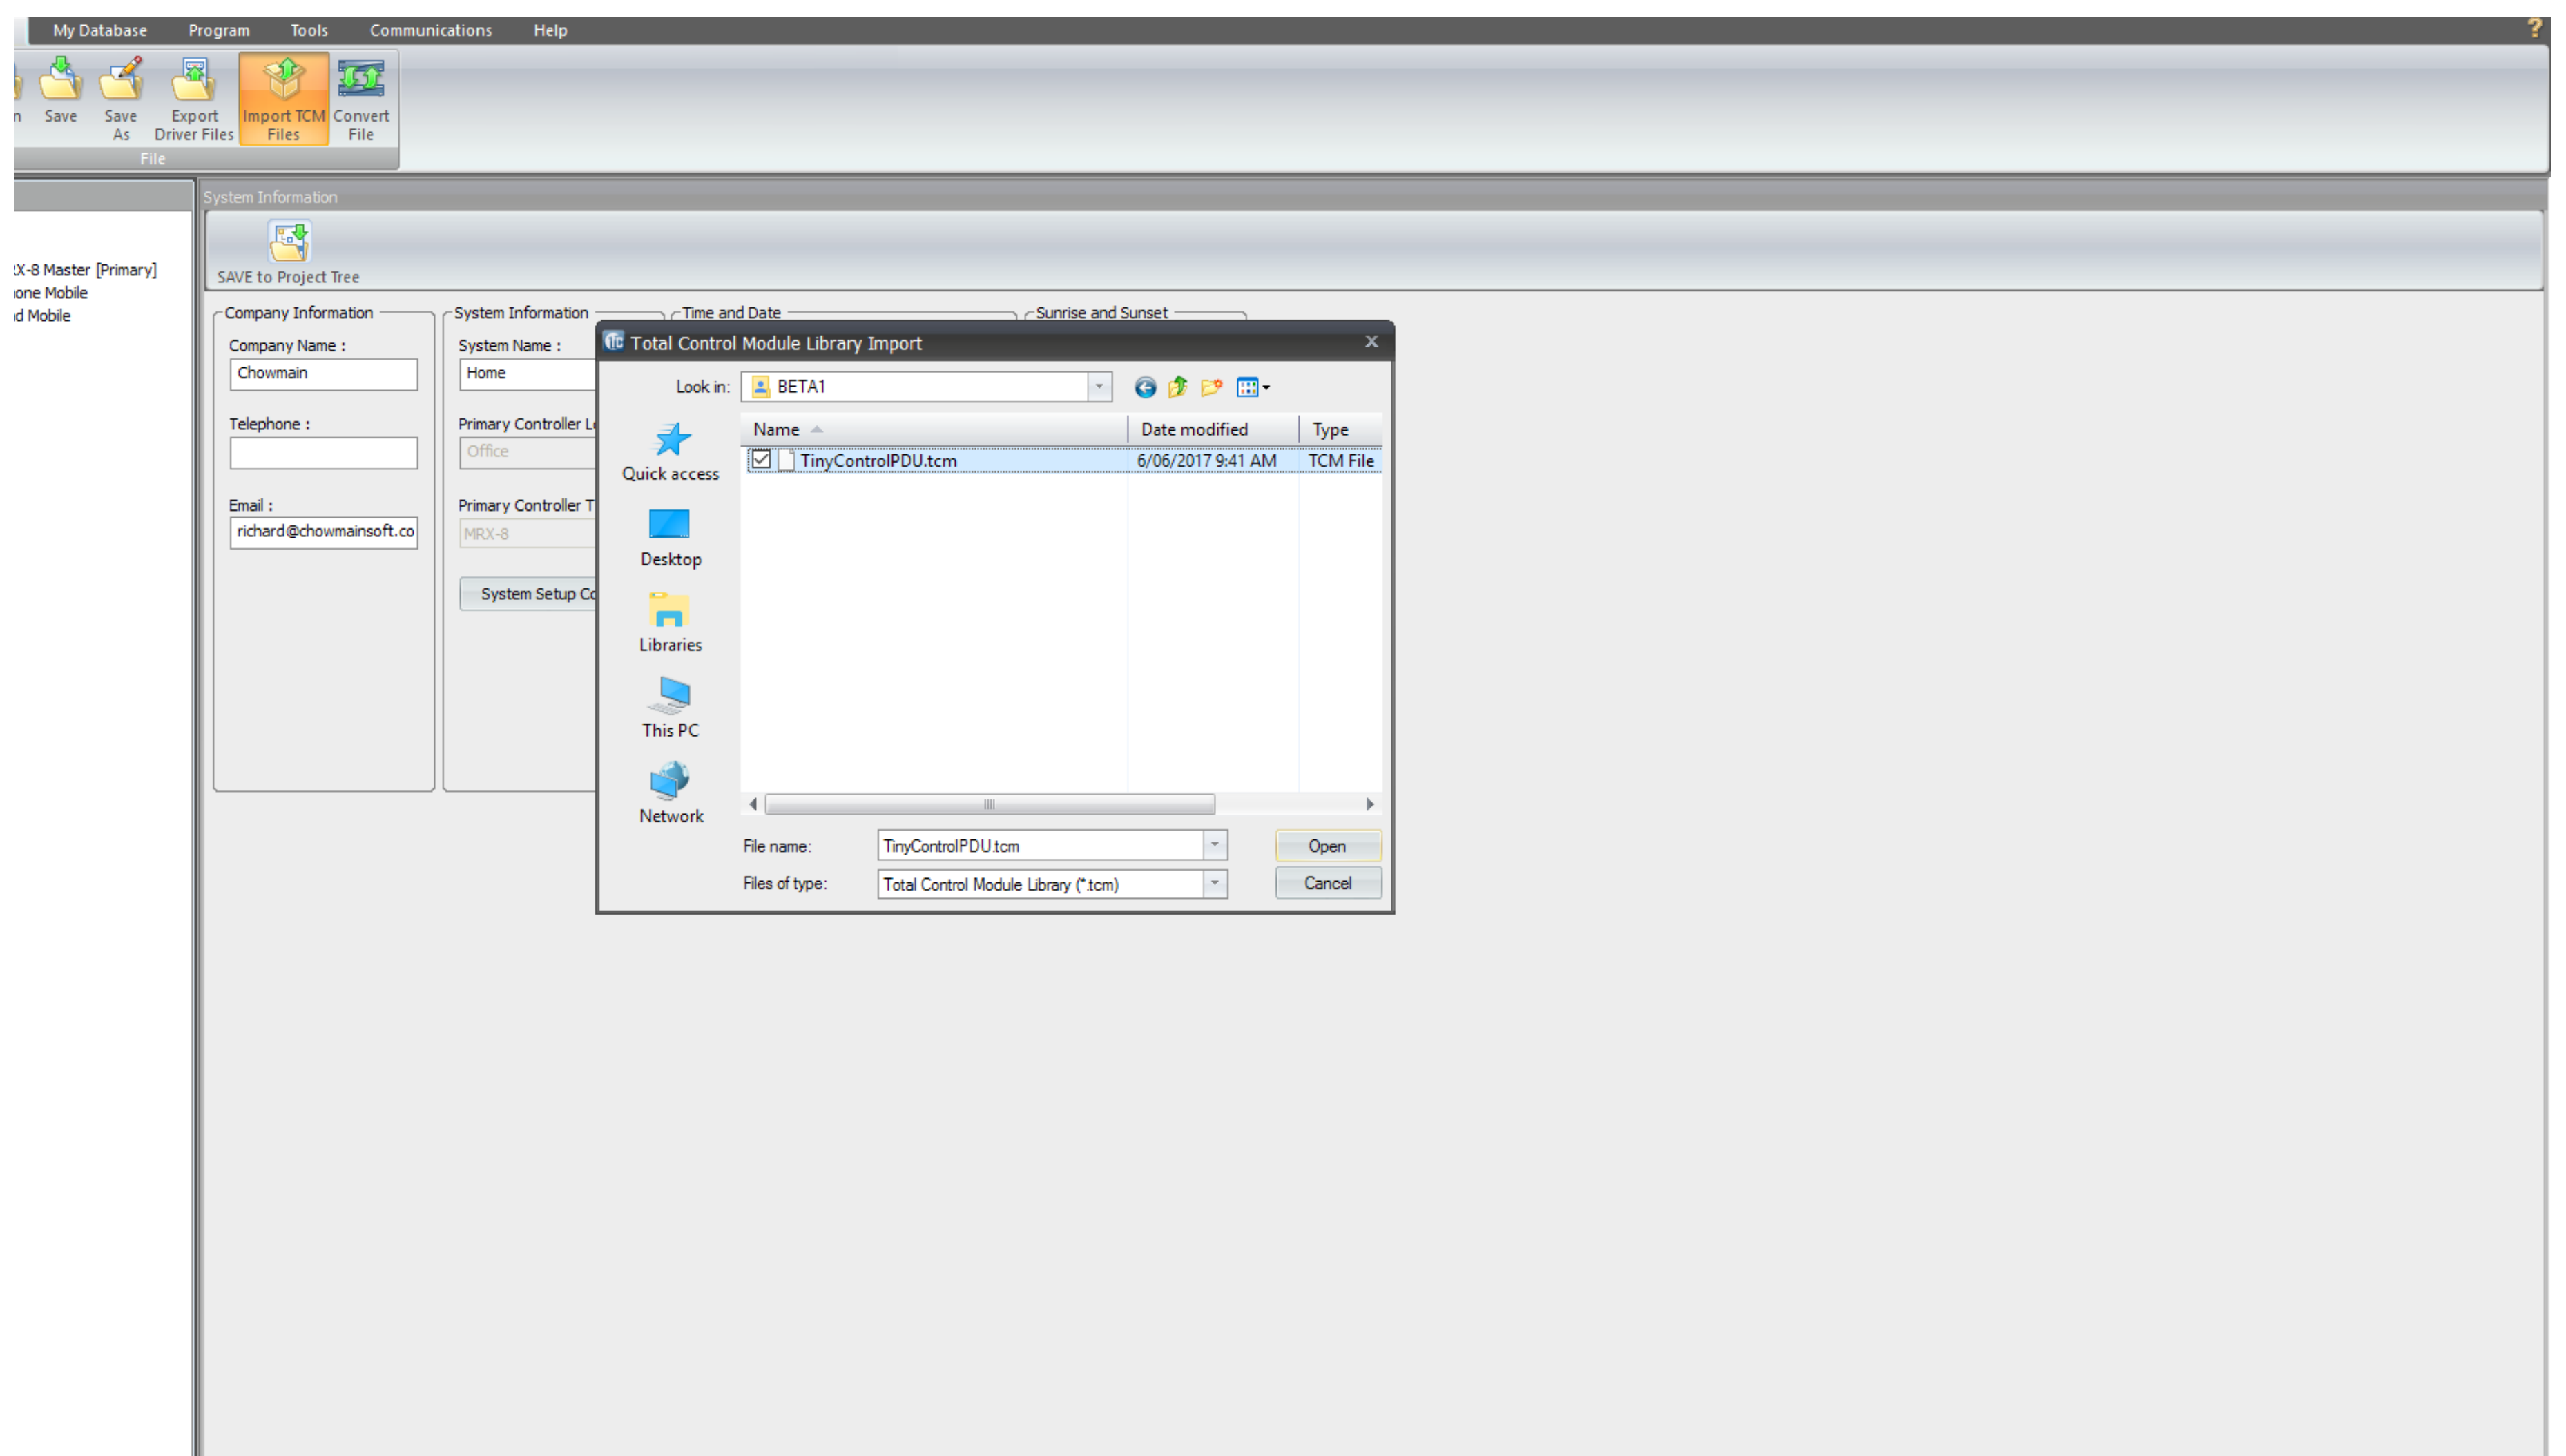 My Database Program Tools Communications Help
Save Save As Export Driver Files Import TCM Files Convert File
File
System Information
SAVE to Project Tree
[Primary]
Mobile
Mobile
Company Information
Company Name :
Chowmain
Telephone :
Email :
richard@chowmainsoft.co
System Information
System Name :
Home
Primary Controller
Office
Primary Controller
MRX-8
System Setup
Time and Date
Sunrise and Sunset
Total Control Module Library Import
Look in: BETA1
Name Date modified Type
TinyControlPDU.tcm 6/06/2017 9:41 AM TCM File
Quick access
Desktop
Libraries
This PC
Network
File name: TinyControlPDU.tcm Open
Files of type: Total Control Module Library (*.tcm) Cancel